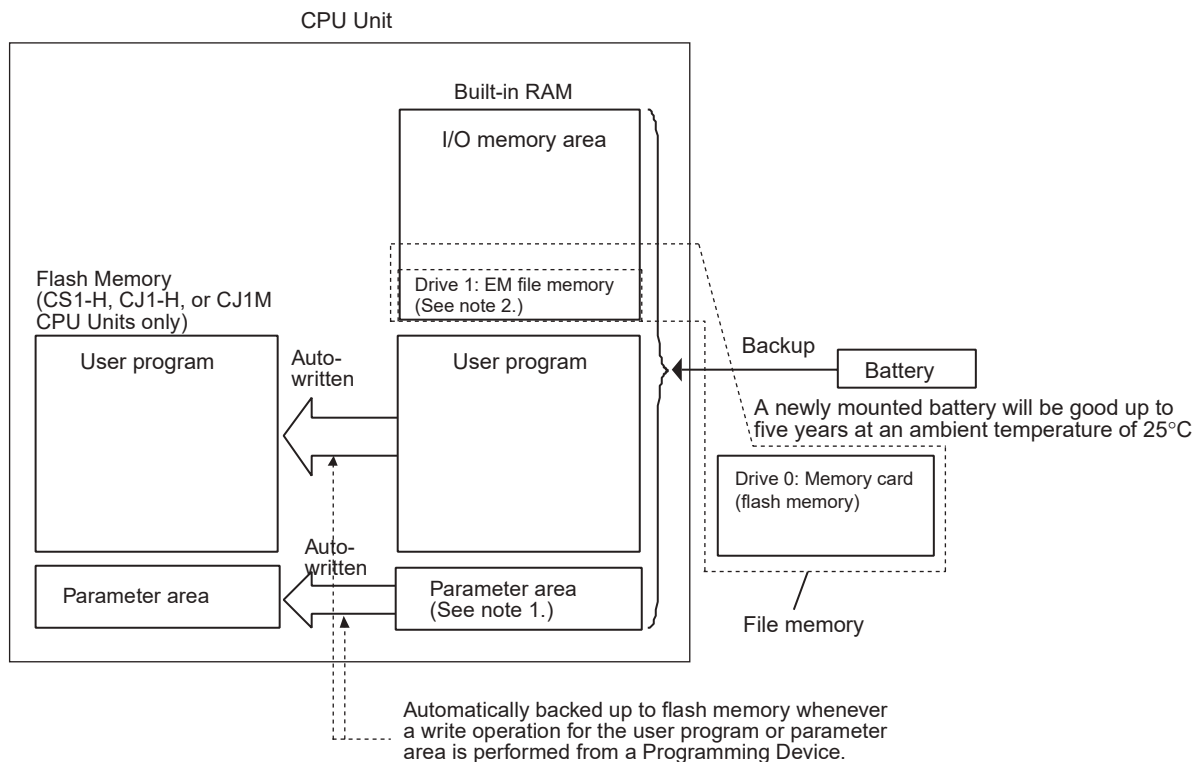 CPU Unit
Built-in RAM
I/O memory area
Drive 1: EM file memory
(See note 2.)
Flash Memory
(CS1-H, CJ1-H, or CJ1M
CPU Units only)
User program
Auto-
written
User program
Backup
Battery
A newly mounted battery will be good up to
five years at an ambient temperature of 25°C
Drive 0: Memory card
(flash memory)
Auto-
written
Parameter area
Parameter area
(See note 1.)
File memory
Automatically backed up to flash memory whenever
a write operation for the user program or parameter
area is performed from a Programming Device.